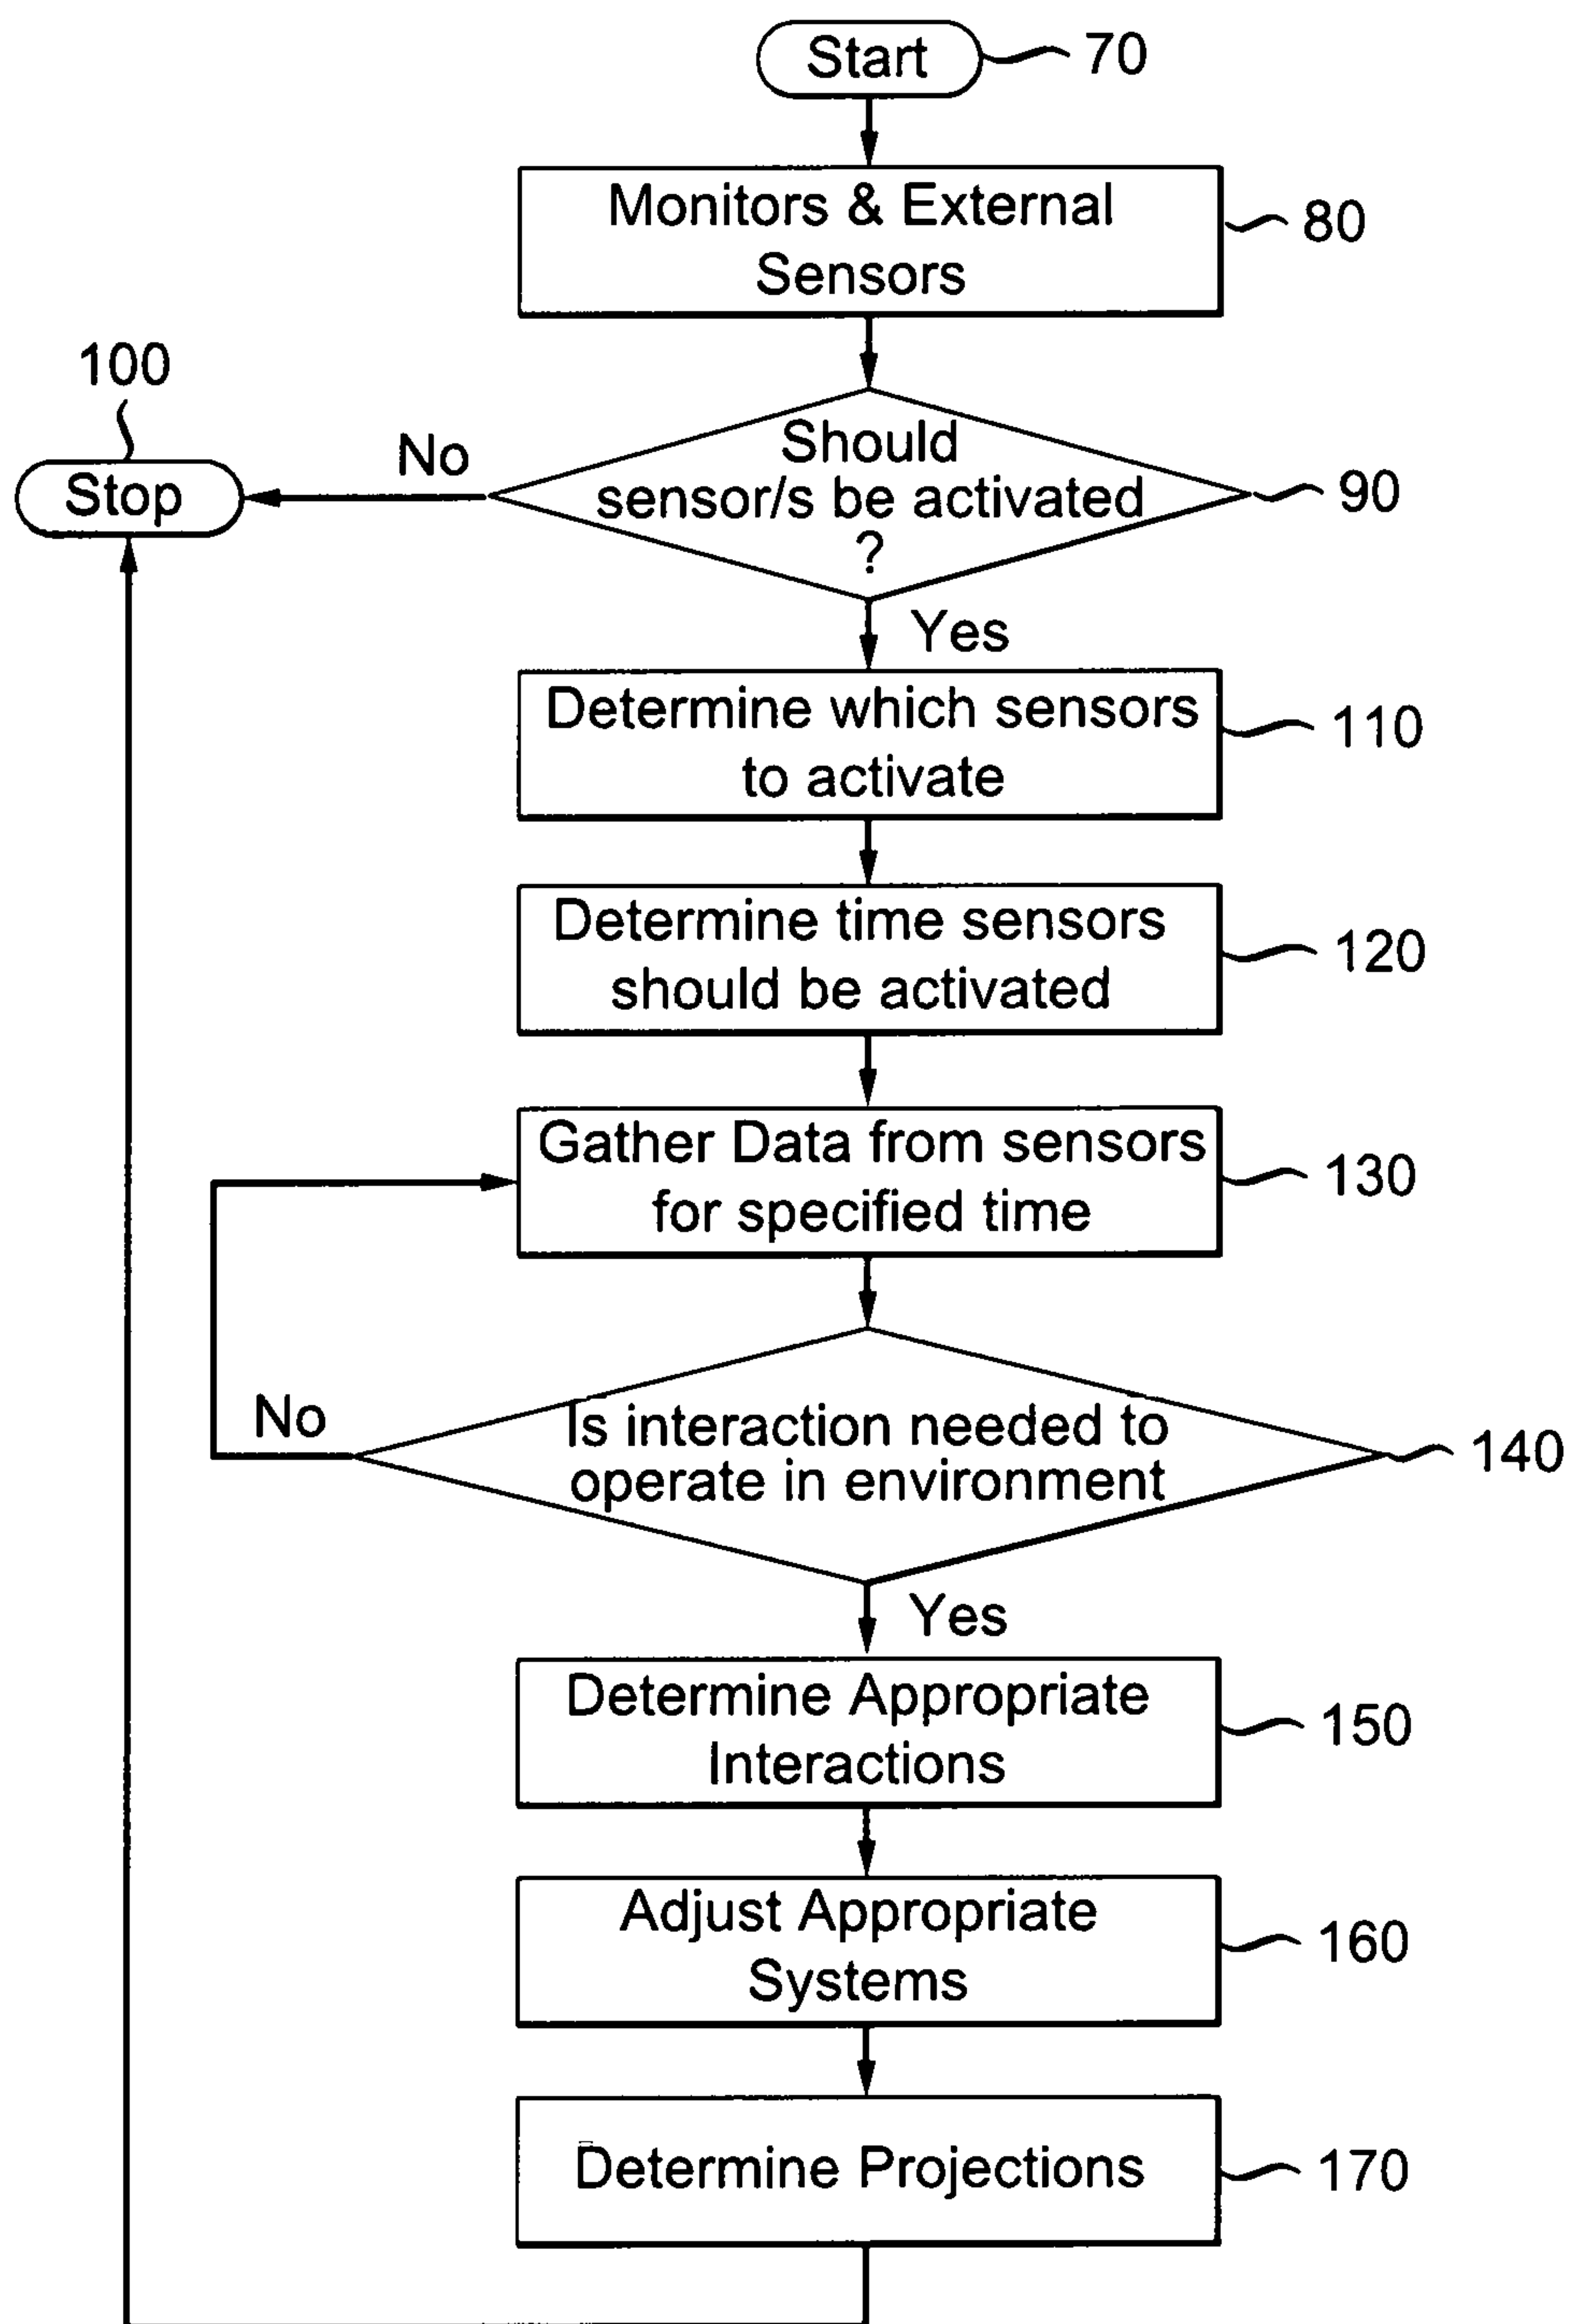 Start
70
Monitors & External
Sensors
80
100
Stop
No
Should
sensor/s be activated
?
90
Yes
Determine which sensors
to activate
110
Determine time sensors
should be activated
120
Gather Data from sensors
for specified time
130
No
Is interaction needed to
operate in environment
140
Yes
Determine Appropriate
Interactions
150
Adjust Appropriate
Systems
160
Determine Projections
170